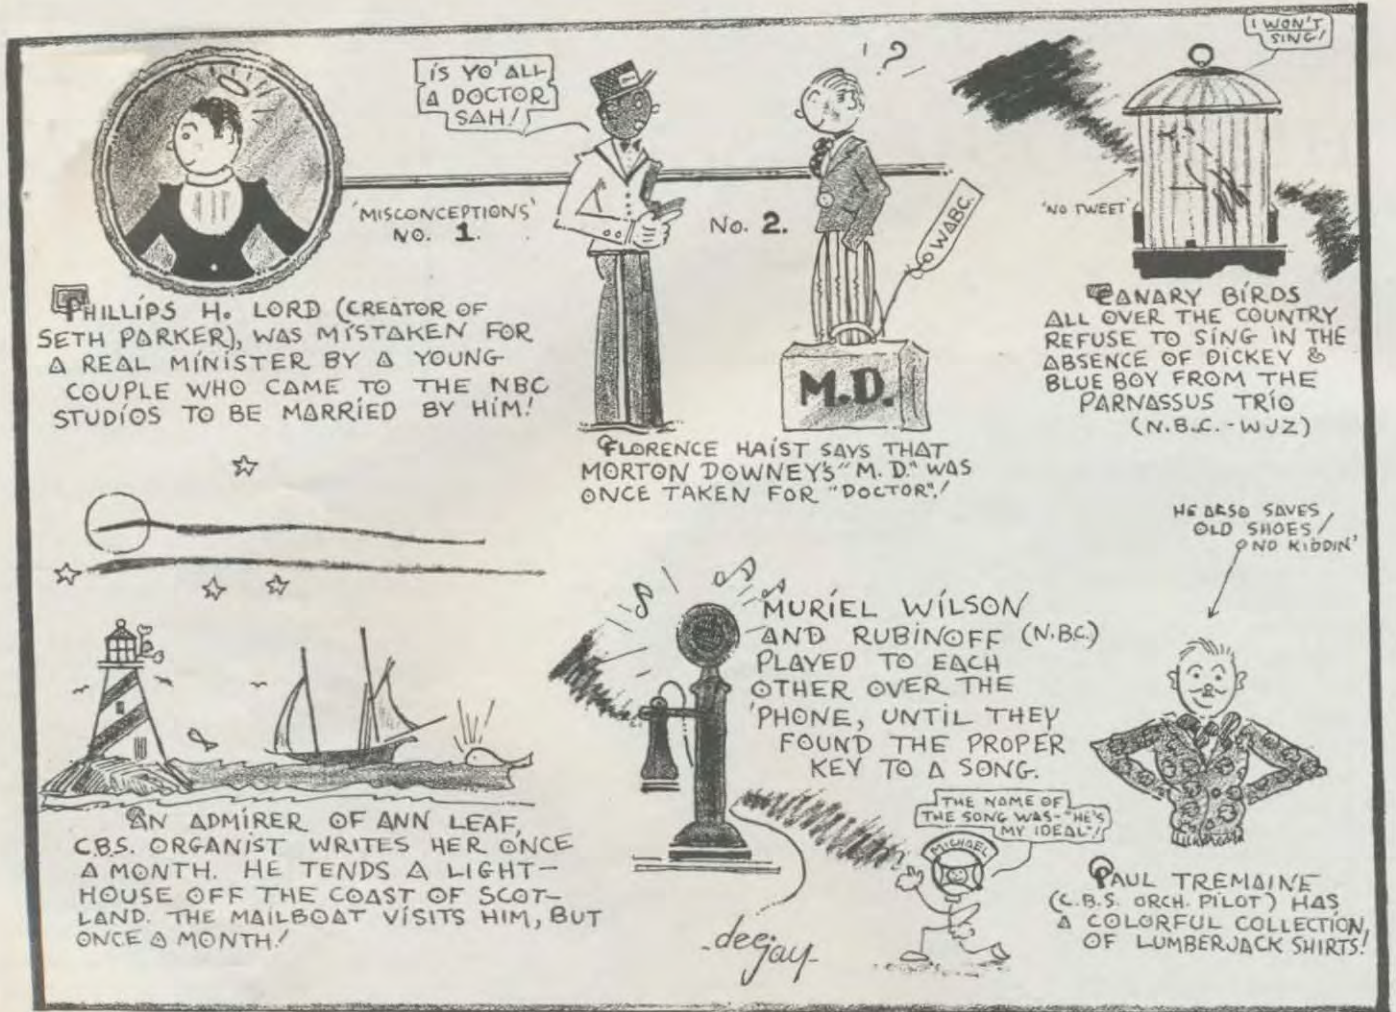 'MISCONCEPTIONS'
NO. 1.
PHILLIPS H. LORD (CREATOR OF
SETH PARKER), WAS MISTAKEN FOR
A REAL MINISTER BY A YOUNG
COUPLE WHO CAME TO THE NBC
STUDIOS TO BE MARRIED BY HIM!
IS YO' ALL
A DOCTOR
SAH!
! ?
No. 2.
WABC.
M.D.
FLORENCE HAIST SAYS THAT
MORTON DOWNEY'S "M.D." WAS
ONCE TAKEN FOR "DOCTOR"!
I WON'T
SING!
'NO TWEET'
CANARY BIRDS
ALL OVER THE COUNTRY
REFUSE TO SING IN THE
ABSENCE OF DICKEY &
BLUE BOY FROM THE
PARNASSUS TRIO
(N.B.C. - WJZ)
AN ADMIRER OF ANN LEAF,
C.B.S. ORGANIST WRITES HER ONCE
A MONTH. HE TENDS A LIGHT-
HOUSE OFF THE COAST OF SCOT-
LAND. THE MAILBOAT VISITS HIM, BUT
ONCE A MONTH!
MURIEL WILSON
AND RUBINOFF (N.B.C.)
PLAYED TO EACH
OTHER OVER THE
'PHONE, UNTIL THEY
FOUND THE PROPER
KEY TO A SONG.
THE NAME OF
THE SONG WAS-"HE'S
MY IDEAL"!
MICHAEL
-deejay-
HE ALSO SAVES
OLD SHOES!
NO KIDDIN'
PAUL TREMAINE
(C.B.S. ORCH. PILOT) HAS
A COLORFUL COLLECTION
OF LUMBERJACK SHIRTS!